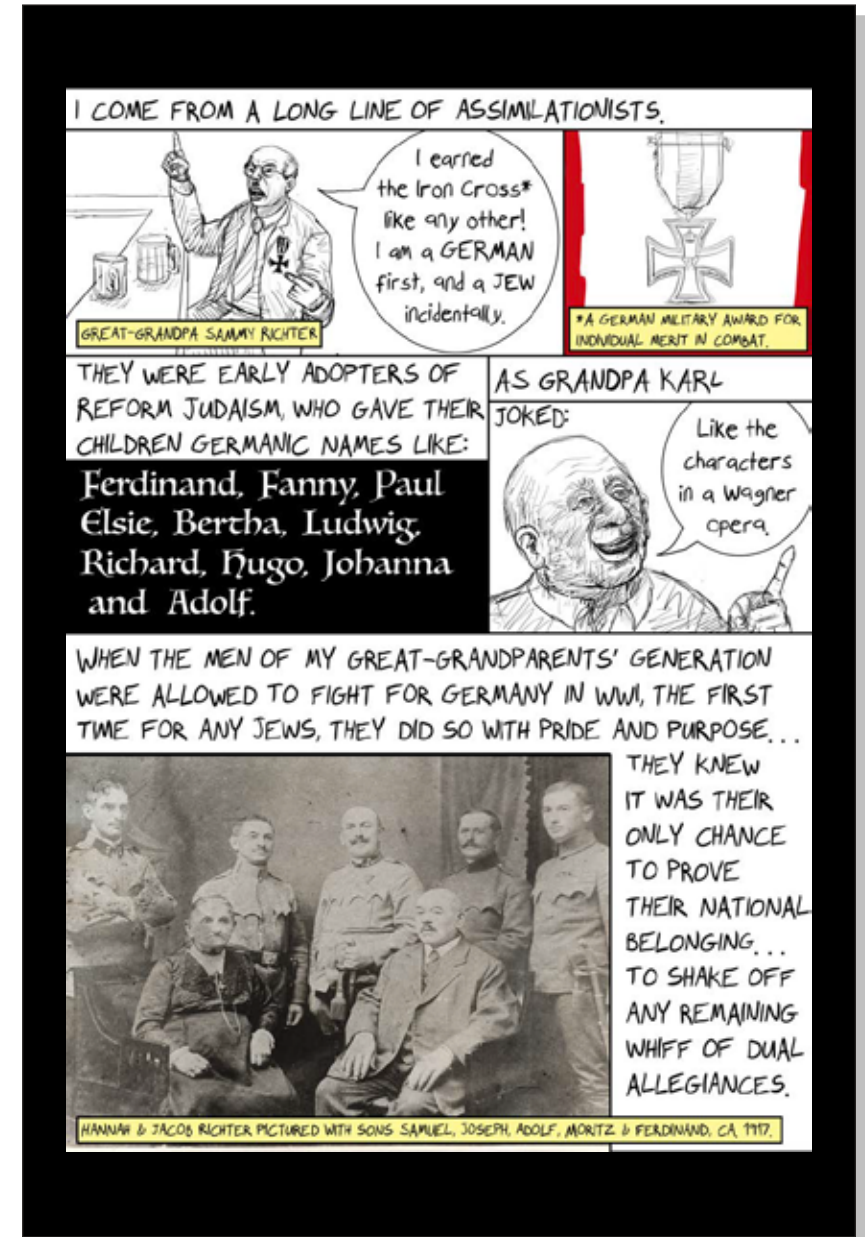 I COME FROM A LONG LINE OF ASSIMILATIONISTS.
I earned
the Iron Cross*
like any other!
I am a GERMAN
first, and a JEW
incidentally.
GREAT-GRANDPA SAMMY RICHTER
*A GERMAN MILITARY AWARD FOR
INDIVIDUAL MERIT IN COMBAT.
THEY WERE EARLY ADOPTERS OF
REFORM JUDAISM, WHO GAVE THEIR
CHILDREN GERMANIC NAMES LIKE:
Ferdinand, Fanny, Paul
Elsie, Bertha, Ludwig,
Richard, Hugo, Johanna
and Adolf.
AS GRANDPA KARL
JOKED:
Like the
characters
in a Wagner
opera.
WHEN THE MEN OF MY GREAT-GRANDPARENTS' GENERATION
WERE ALLOWED TO FIGHT FOR GERMANY IN WWI, THE FIRST
TIME FOR ANY JEWS, THEY DID SO WITH PRIDE AND PURPOSE...
THEY KNEW
IT WAS THEIR
ONLY CHANCE
TO PROVE
THEIR NATIONAL
BELONGING...
TO SHAKE OFF
ANY REMAINING
WHIFF OF DUAL
ALLEGIANCES.
HANNAH & JACOB RICHTER PICTURED WITH SONS SAMUEL, JOSEPH, ADOLF, MORITZ & FERDINAND, CA. 1917.